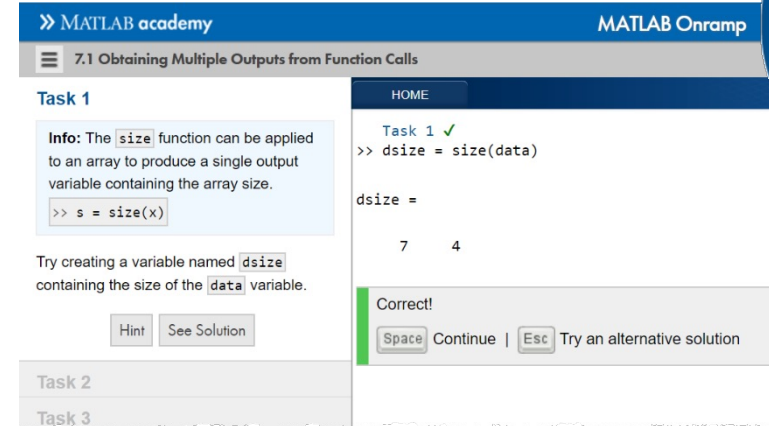 MATLAB academy
MATLAB Onramp
7.1 Obtaining Multiple Outputs from Function Calls
Task 1
Info: The size function can be applied
to an array to produce a single output
variable containing the array size.
>> s = size(x)
Try creating a variable named dsize
containing the size of the data variable.
Hint
See Solution
Task 2
Task 3
HOME
Task 1 ✓
>> dsize = size(data)
dsize =
7 4
Correct!
Space Continue | Esc Try an alternative solution